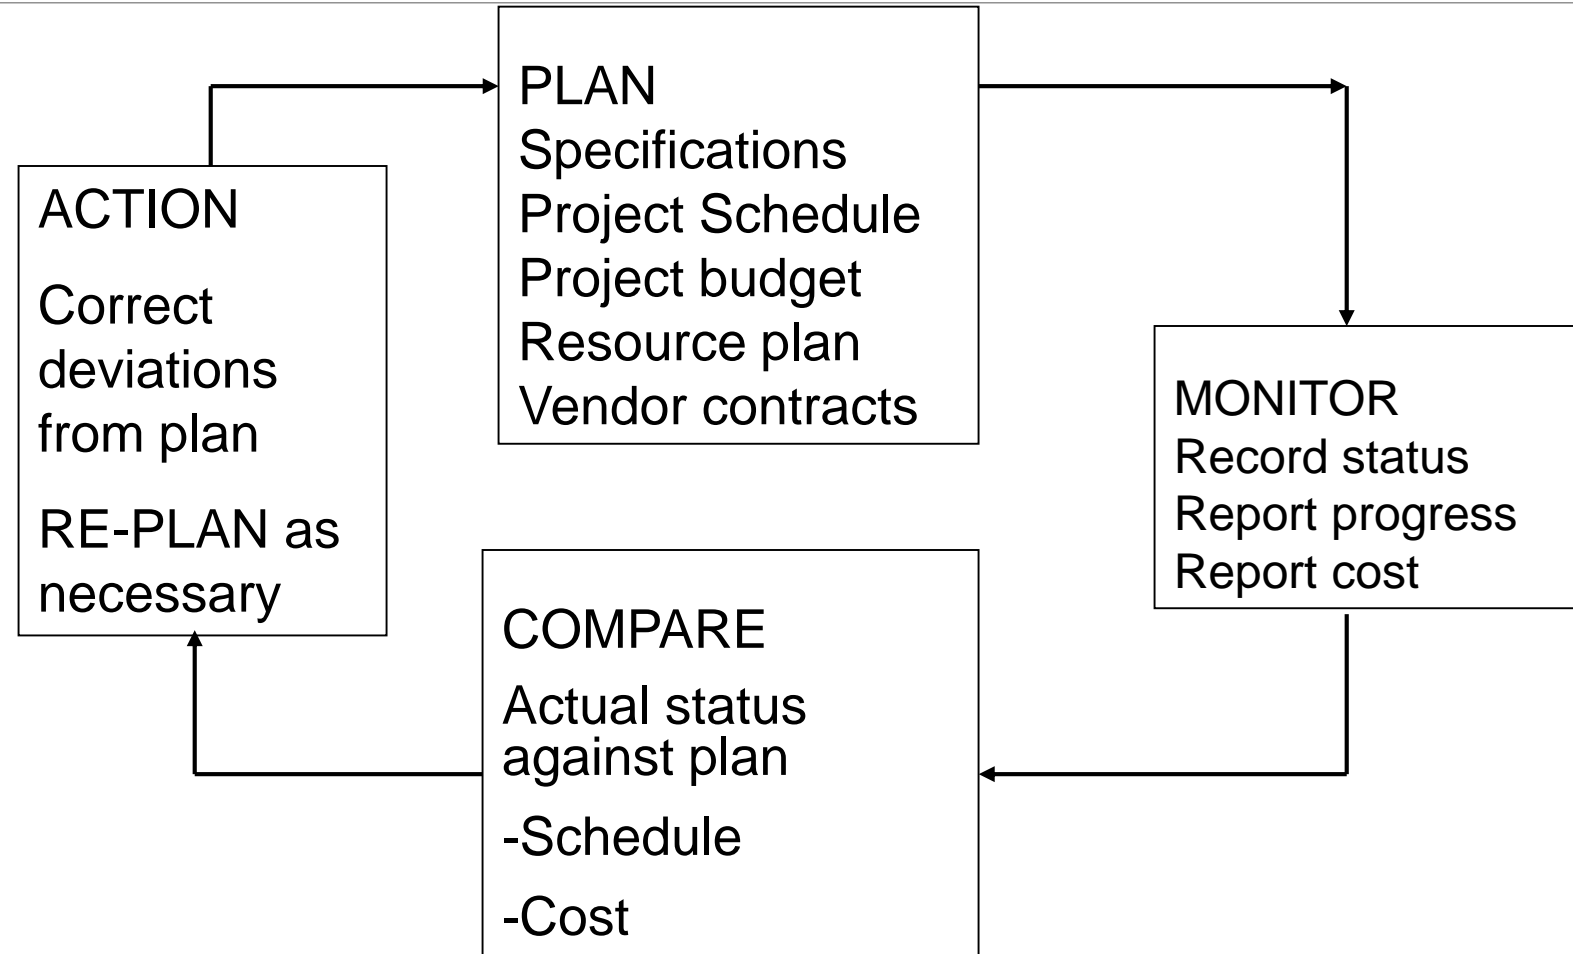 PLAN
Specifications
Project Schedule
Project budget
Resource plan
Vendor contracts
MONITOR
Record status
Report progress
Report cost
COMPARE
Actual status
against plan
-Schedule
-Cost
ACTION
Correct
deviations
from plan
RE-PLAN as
necessary